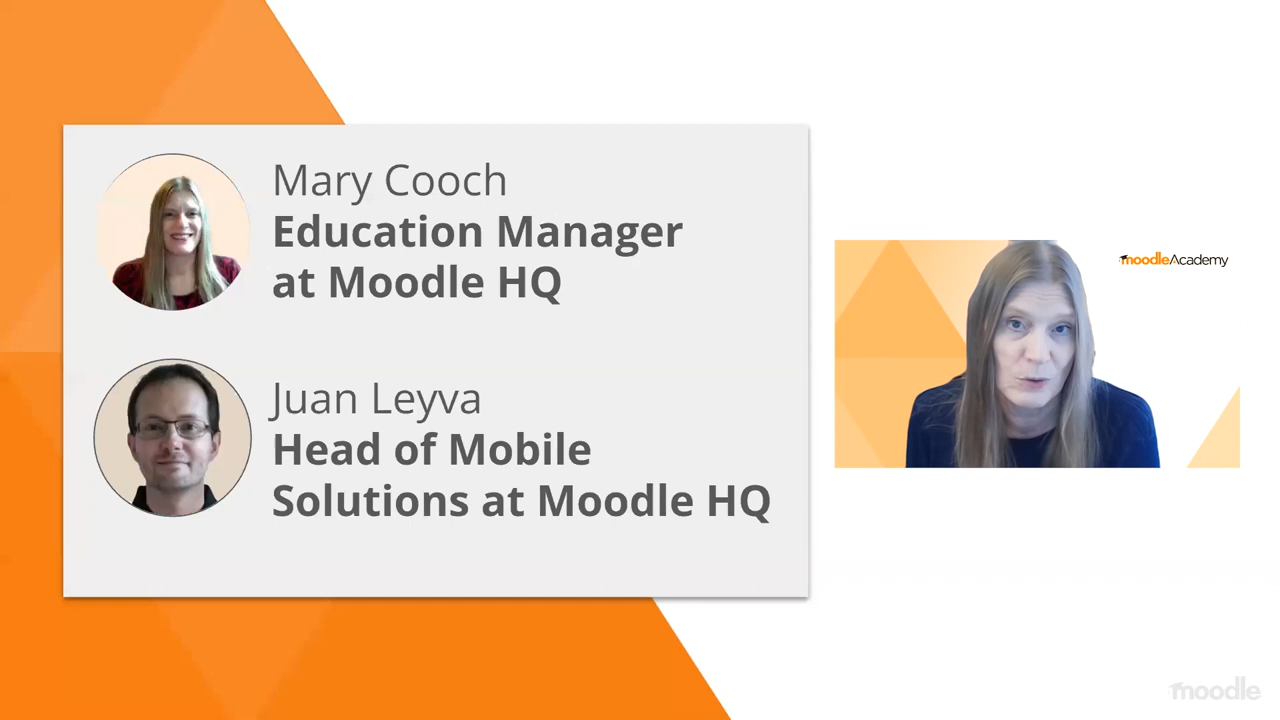 Mary Cooch
Education Manager
at Moodle HQ
Juan Leyva
Head of Mobile
Solutions at Moodle HQ
moodleAcademy
moodle